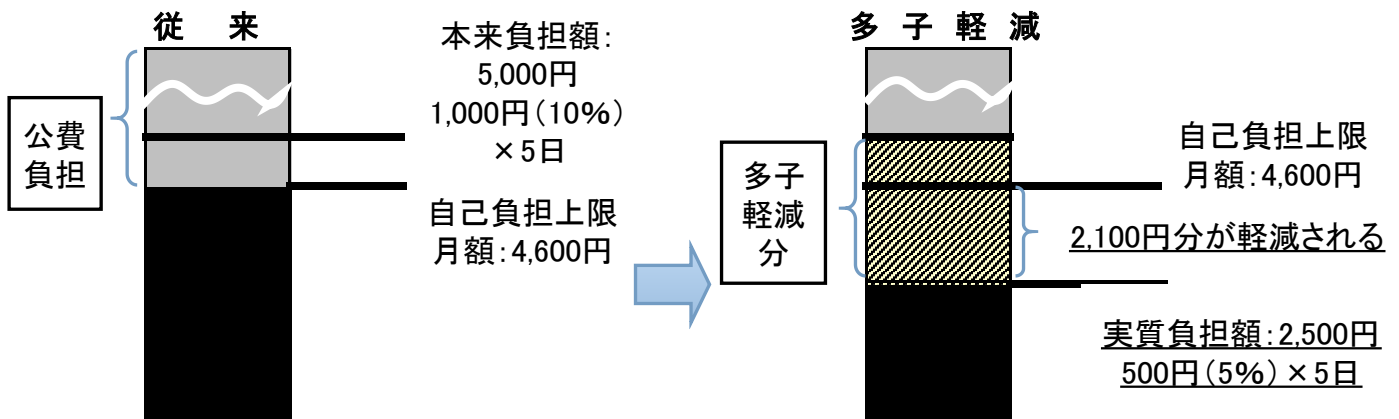 従来
公費
負担
本来負担額：
5,000円
1,000円（10％）
×5日
自己負担上限
月額：4,600円
多子軽減
多子
軽減
分
自己負担上限
月額：4,600円
2,100円分が軽減される
実質負担額：2,500円
500円（5％）×5日